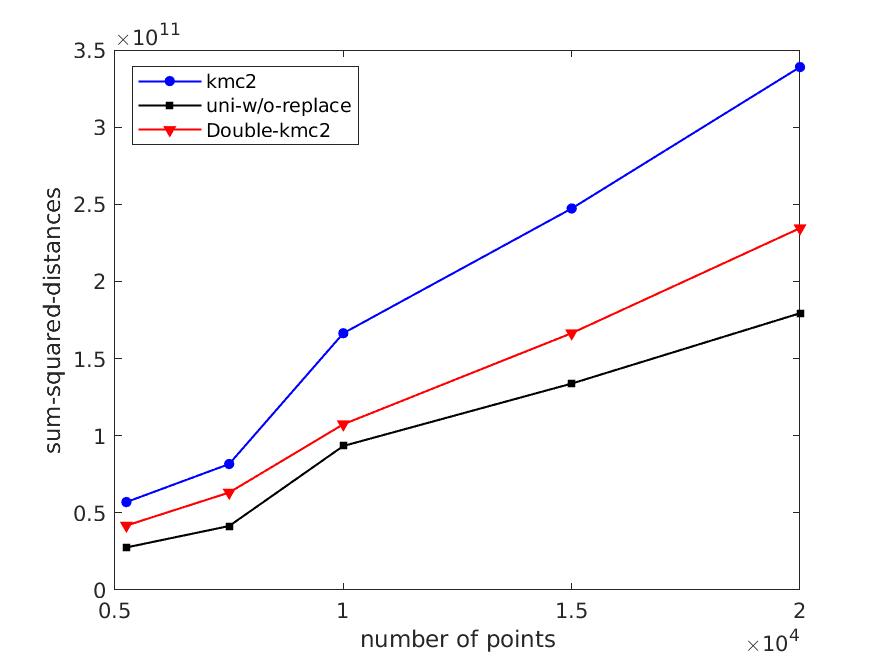 ×10^11
3.5
3
2.5
2
1.5
1
0.5
0
kmc2
uni-w/o-replace
Double-kmc2
sum-squared-distances
0.5 1 1.5 2
number of points
×10^4